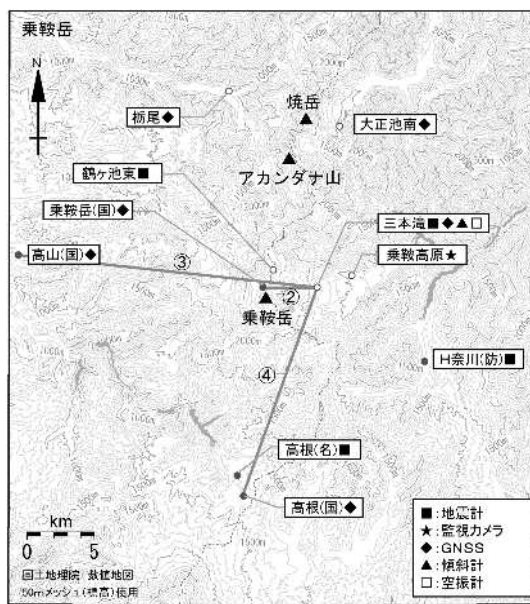 乗鞍岳
N
栃尾◆
焼岳
大正池南◆
鶴ヶ池東■
アカンダナ山
乗鞍岳(国)◆
三本滝■◆▲□
高山(国)◆
③
乗鞍高原★
②
乗鞍岳
H奈川(防)■
④
高根(名)■
高根(国)◆
km
0 5
国土地理院 数値地図
50mメッシュ(標高)使用
■:地震計
★:監視カメラ
◆:GNSS
▲:傾斜計
□:空振計
1500m